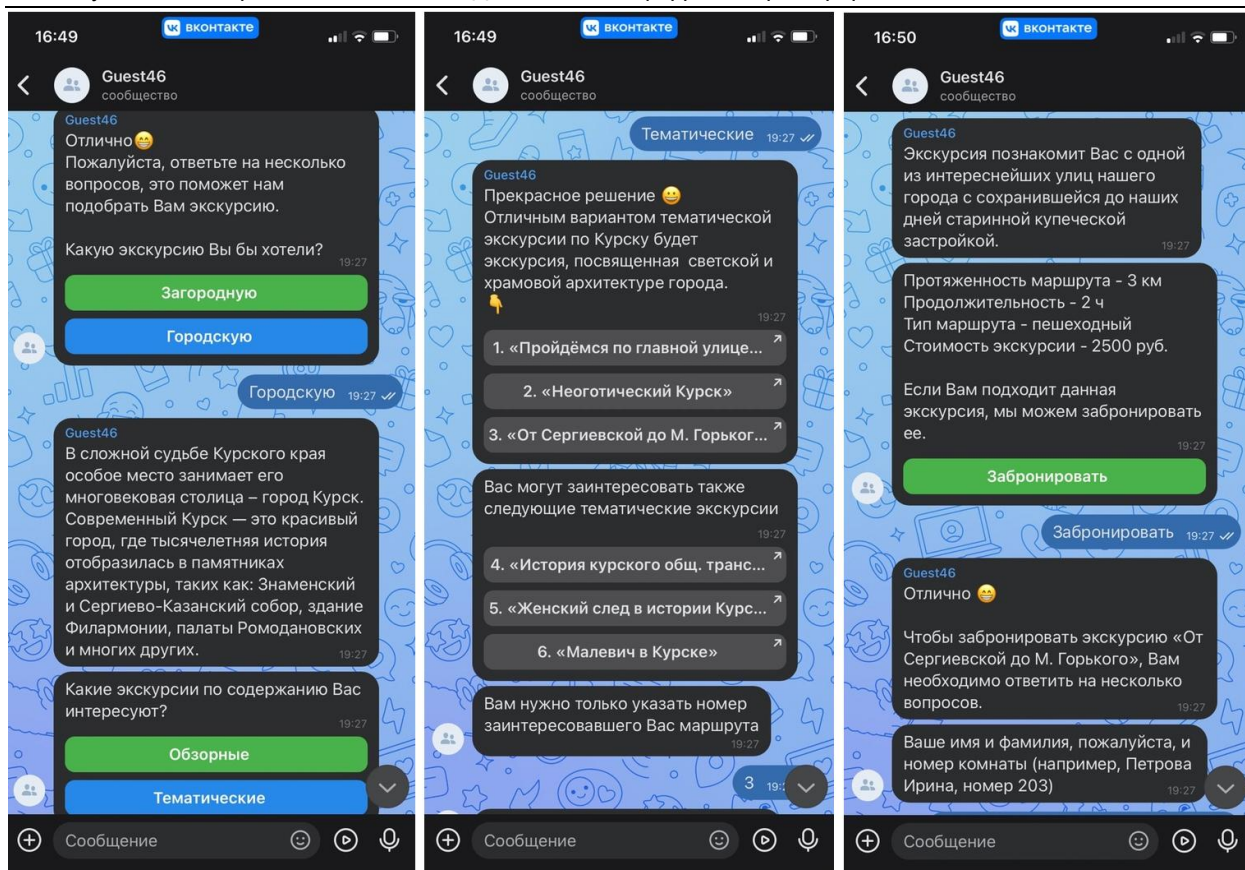 16:49
вконтакте
Guest46
сообщество
Guest46
Отлично😁
Пожалуйста, ответьте на несколько
вопросов, это поможет нам
подобрать Вам экскурсию.
Какую экскурсию Вы бы хотели?
19:27
Загородную
Городскую
Городскую 19:27
Guest46
В сложной судьбе Курского края
особое место занимает его
многовековая столица – город Курск.
Современный Курск — это красивый
город, где тысячелетняя история
отобразилась в памятниках
архитектуры, таких как: Знаменский
и Сергиево-Казанский собор, здание
Филармонии, палаты Ромодановских
и многих других. 19:27
Какие экскурсии по содержанию Вас
интересуют?
19:27
Обзорные
Тематические
Сообщение
16:49
вконтакте
Guest46
сообщество
Тематические 19:27
Guest46
Прекрасное решение 😀
Отличным вариантом тематической
экскурсии по Курску будет
экскурсия, посвященная светской и
храмовой архитектуре города.
👇
19:27
1. «Пройдёмся по главной улице...
2. «Неоготический Курск»
3. «От Сергиевской до М. Горьког...
Вас могут заинтересовать также
следующие тематические экскурсии
19:27
4. «История курского общ. транс...
5. «Женский след в истории Курс...
6. «Малевич в Курске»
Вам нужно только указать номер
заинтересовавшего Вас маршрута
19:27
3 19:
Сообщение
16:50
вконтакте
Guest46
сообщество
Guest46
Экскурсия познакомит Вас с одной
из интереснейших улиц нашего
города с сохранившейся до наших
дней старинной купеческой
застройкой. 19:27
Протяженность маршрута - 3 км
Продолжительность - 2 ч
Тип маршрута - пешеходный
Стоимость экскурсии - 2500 руб.
Если Вам подходит данная
экскурсия, мы можем забронировать
ее.
19:27
Забронировать
Забронировать 19:27
Guest46
Отлично 😁
Чтобы забронировать экскурсию «От
Сергиевской до М. Горького», Вам
необходимо ответить на несколько
вопросов. 19:27
Ваше имя и фамилия, пожалуйста, и
номер комнаты (например, Петрова
Ирина, номер 203) 19:27
Сообщение